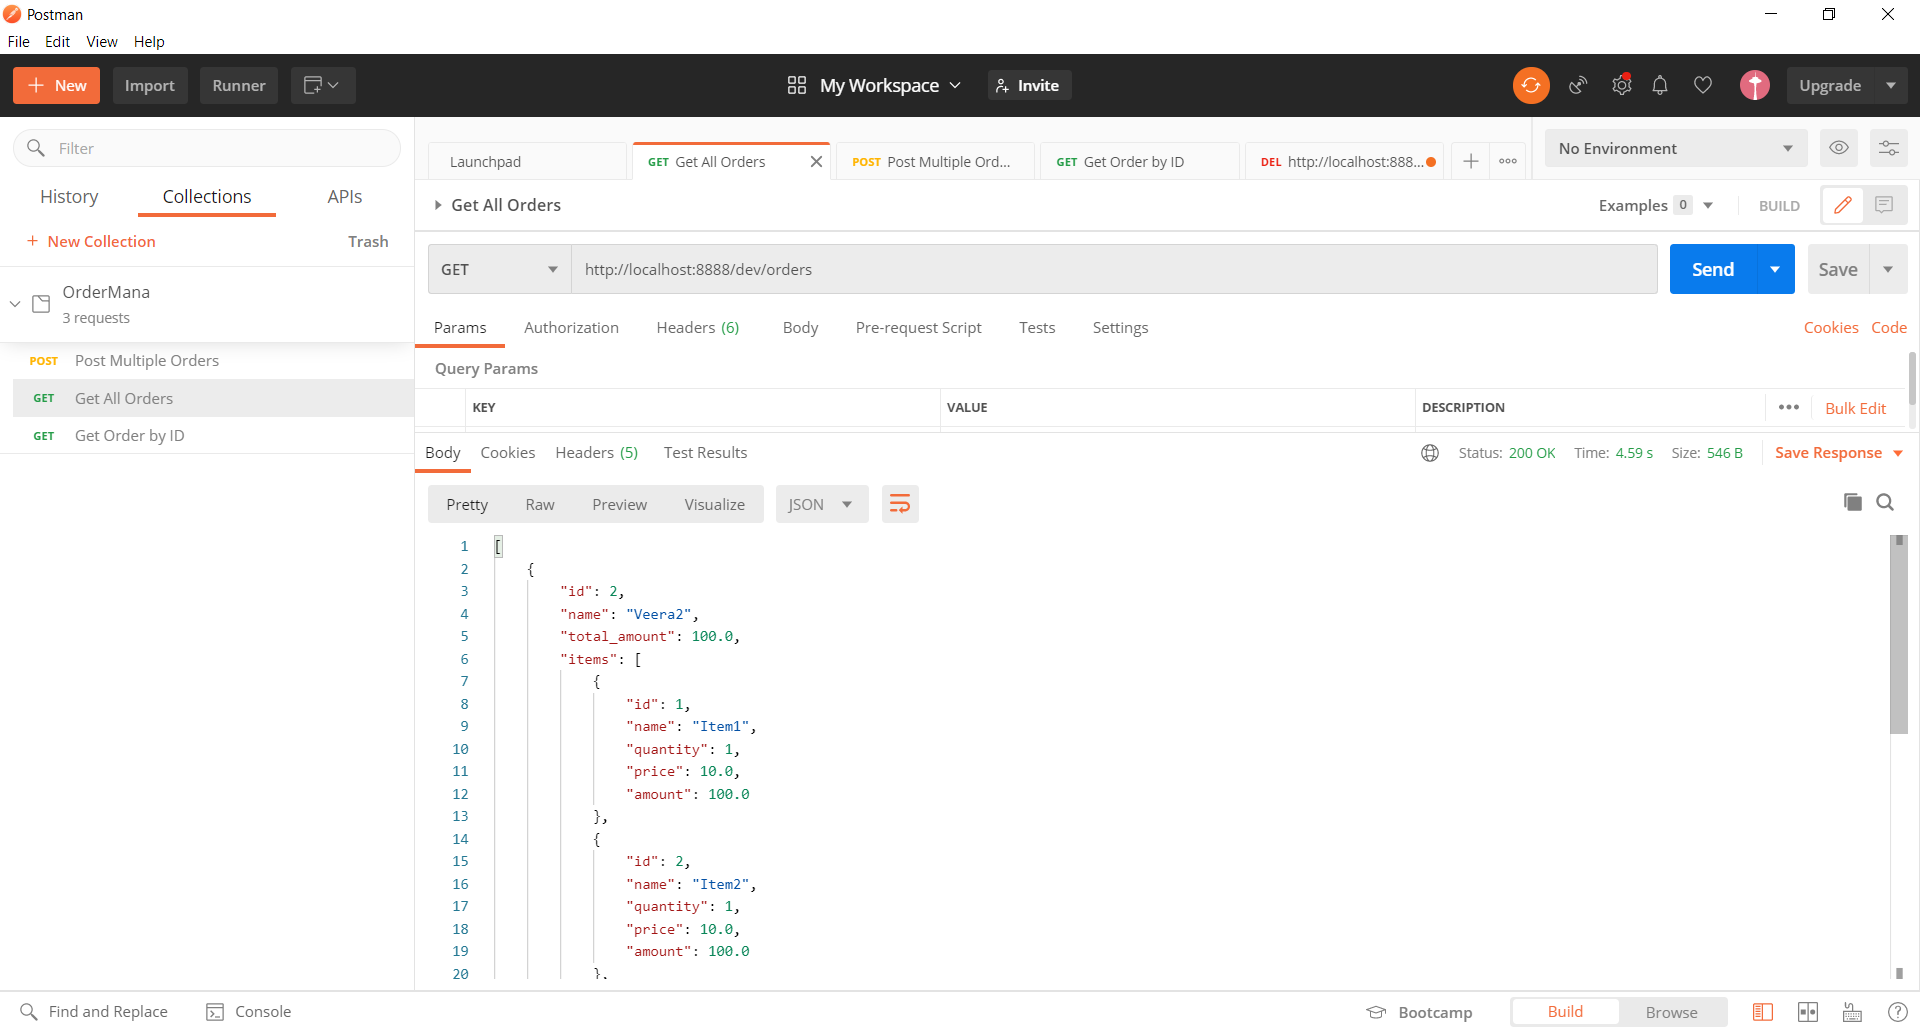 Postman
File Edit View Help
New Import Runner My Workspace Invite Upgrade
Filter
History Collections APIs
+ New Collection Trash
OrderMana
3 requests
POST Post Multiple Orders
GET Get All Orders
GET Get Order by ID
Launchpad GET Get All Orders POST Post Multiple Ord... GET Get Order by ID DEL http://localhost:888... No Environment
Get All Orders Examples 0 BUILD
GET http://localhost:8888/dev/orders Send Save
Params Authorization Headers (6) Body Pre-request Script Tests Settings Cookies Code
Query Params
KEY VALUE DESCRIPTION Bulk Edit
Body Cookies Headers (5) Test Results Status: 200 OK Time: 4.59 s Size: 546 B Save Response
Pretty Raw Preview Visualize JSON
1 [
2 {
3 "id": 2,
4 "name": "Veera2",
5 "total_amount": 100.0,
6 "items": [
7 {
8 "id": 1,
9 "name": "Item1",
10 "quantity": 1,
11 "price": 10.0,
12 "amount": 100.0
13 },
14 {
15 "id": 2,
16 "name": "Item2",
17 "quantity": 1,
18 "price": 10.0,
19 "amount": 100.0
20 },
Find and Replace Console Bootcamp Build Browse